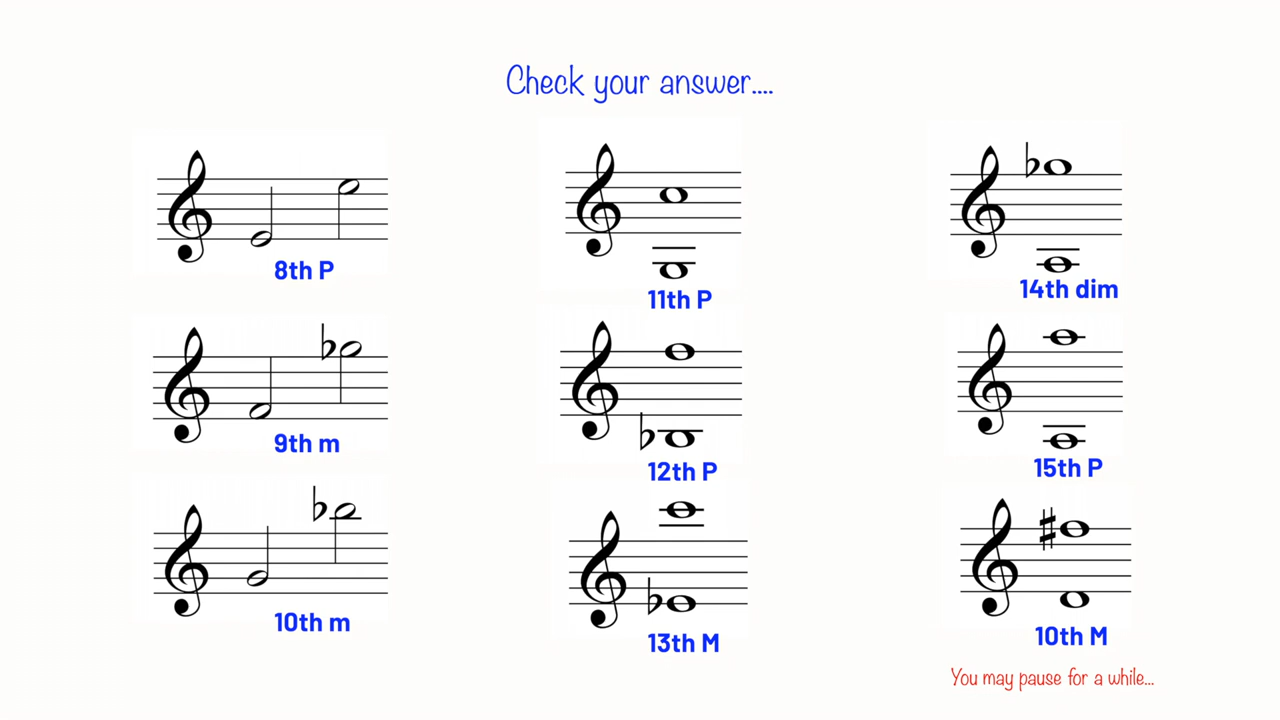 Check your answer....
8th P
11th P
14th dim
9th m
12th P
15th P
10th m
13th M
10th M
You may pause for a while...